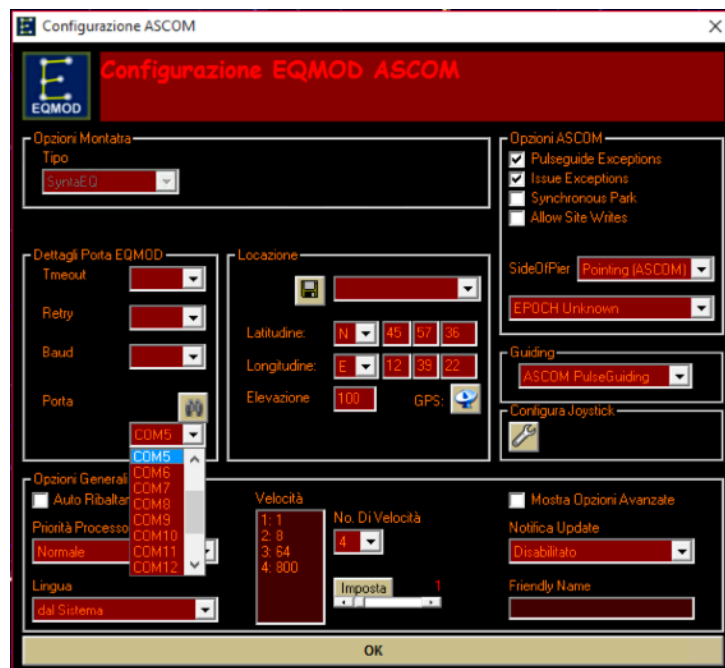 Configurazione ASCOM
EQMOD
Configurazione EQMOD ASCOM
Opzioni Montatra
Tipo
SyntaEQ
Opzioni ASCOM
Pulseguide Exceptions
Issue Exceptions
Synchronous Park
Allow Site Writes
SideOfPier Pointing (ASCOM)
EPOCH Unknown
Dettagli Porta EQMOD
Tmeout
Retry
Baud
Porta
COM5
COM5
COM6
COM7
COM8
COM9
COM10
COM11
COM12
Locazione
Latitudine: N 45 57 36
Longitudine: E 12 39 22
Elevazione 100 GPS:
Guiding
ASCOM PulseGuiding
Configura Joystick
Opzioni Generali
Auto Ribaltam
Priorità Processo
Normale
Lingua
dal Sistema
Velocità
1: 1
2: 8
3: 64
4: 800
No. Di Velocità
4
Imposta 1
Mostra Opzioni Avanzate
Notifica Update
Disabilitato
Friendly Name
OK